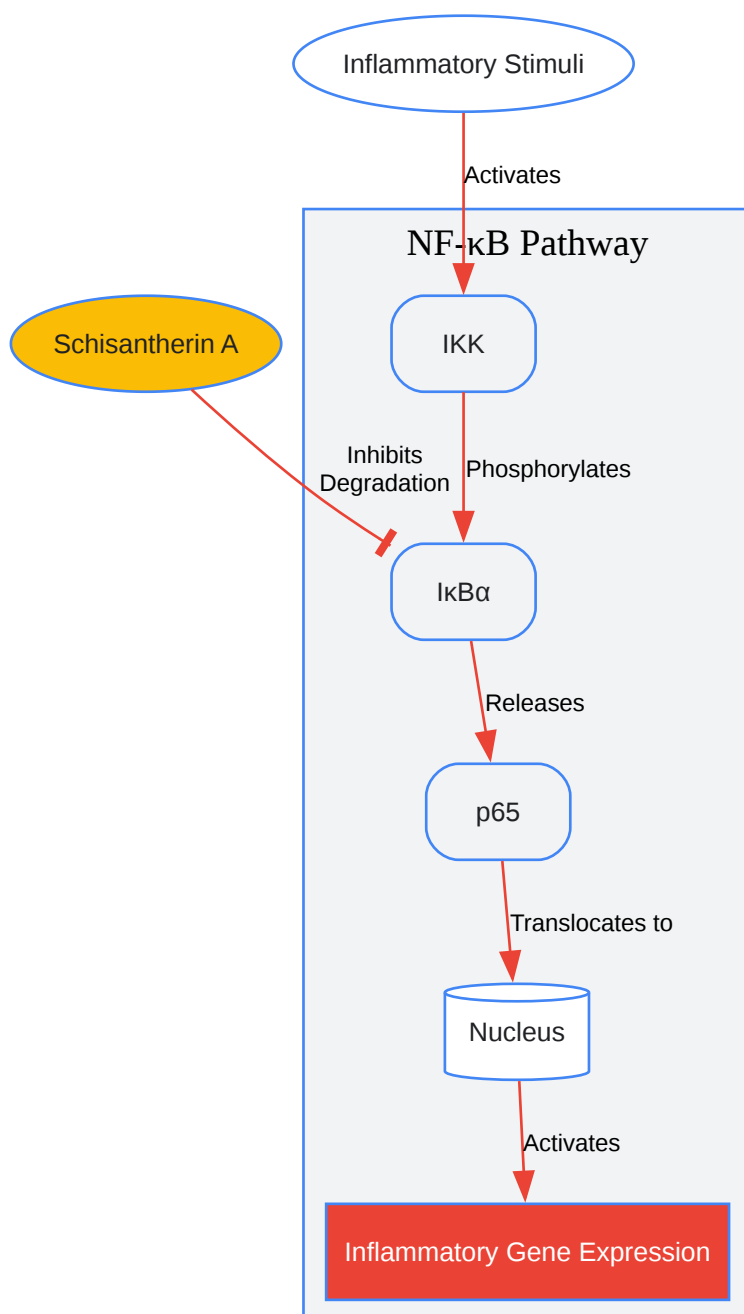 Inflammatory Stimuli
Activates
NF-κB Pathway
Schisantherin A
IKK
Inhibits
Degradation
Phosphorylates
IκBα
Releases
p65
Translocates to
Nucleus
Activates
Inflammatory Gene Expression